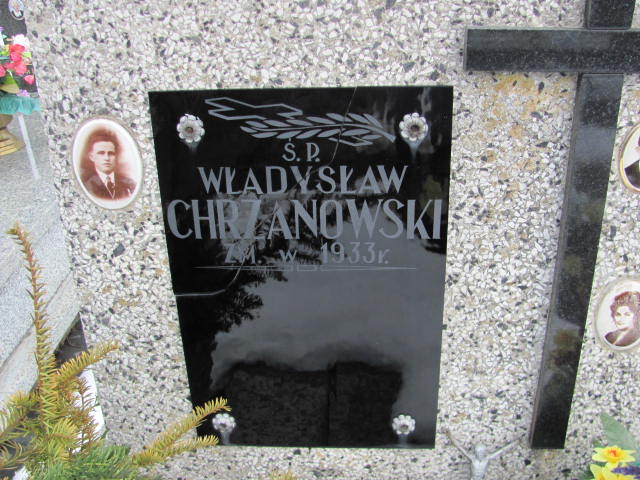 Ś. P.
WŁADYSŁAW
CHRZANOWSKI
ZM. w 1933r.